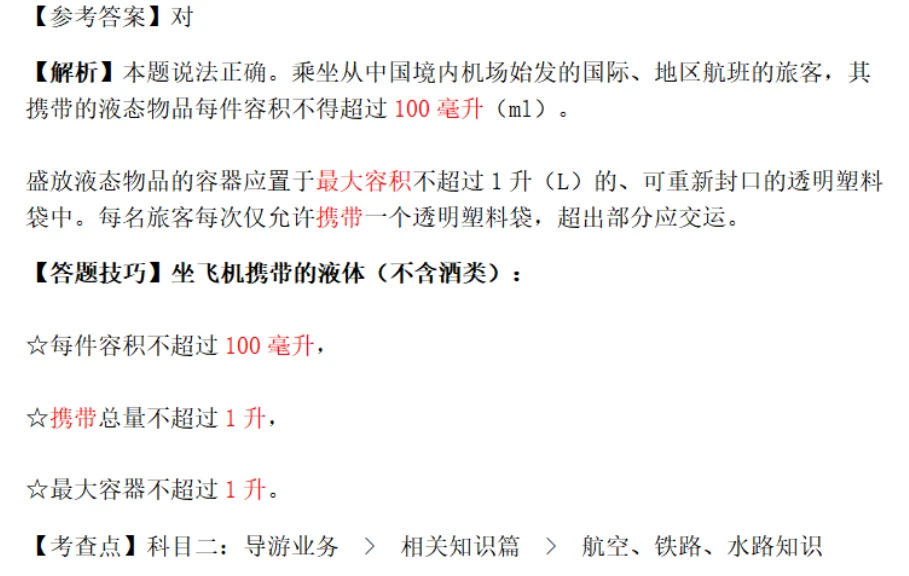 【参考答案】对
【解析】本题说法正确。乘坐从中国境内机场始发的国际、地区航班的旅客，其
携带的液态物品每件容积不得超过 100 毫升（ml）。
盛放液态物品的容器应置于最大容积不超过 1 升（L）的、可重新封口的透明塑料
袋中。每名旅客每次仅允许携带一个透明塑料袋，超出部分应交运。
【答题技巧】坐飞机携带的液体（不含酒类）：
☆每件容积不超过 100 毫升，
☆携带总量不超过 1 升，
☆最大容器不超过 1 升。
【考查点】科目二：导游业务 > 相关知识篇 > 航空、铁路、水路知识